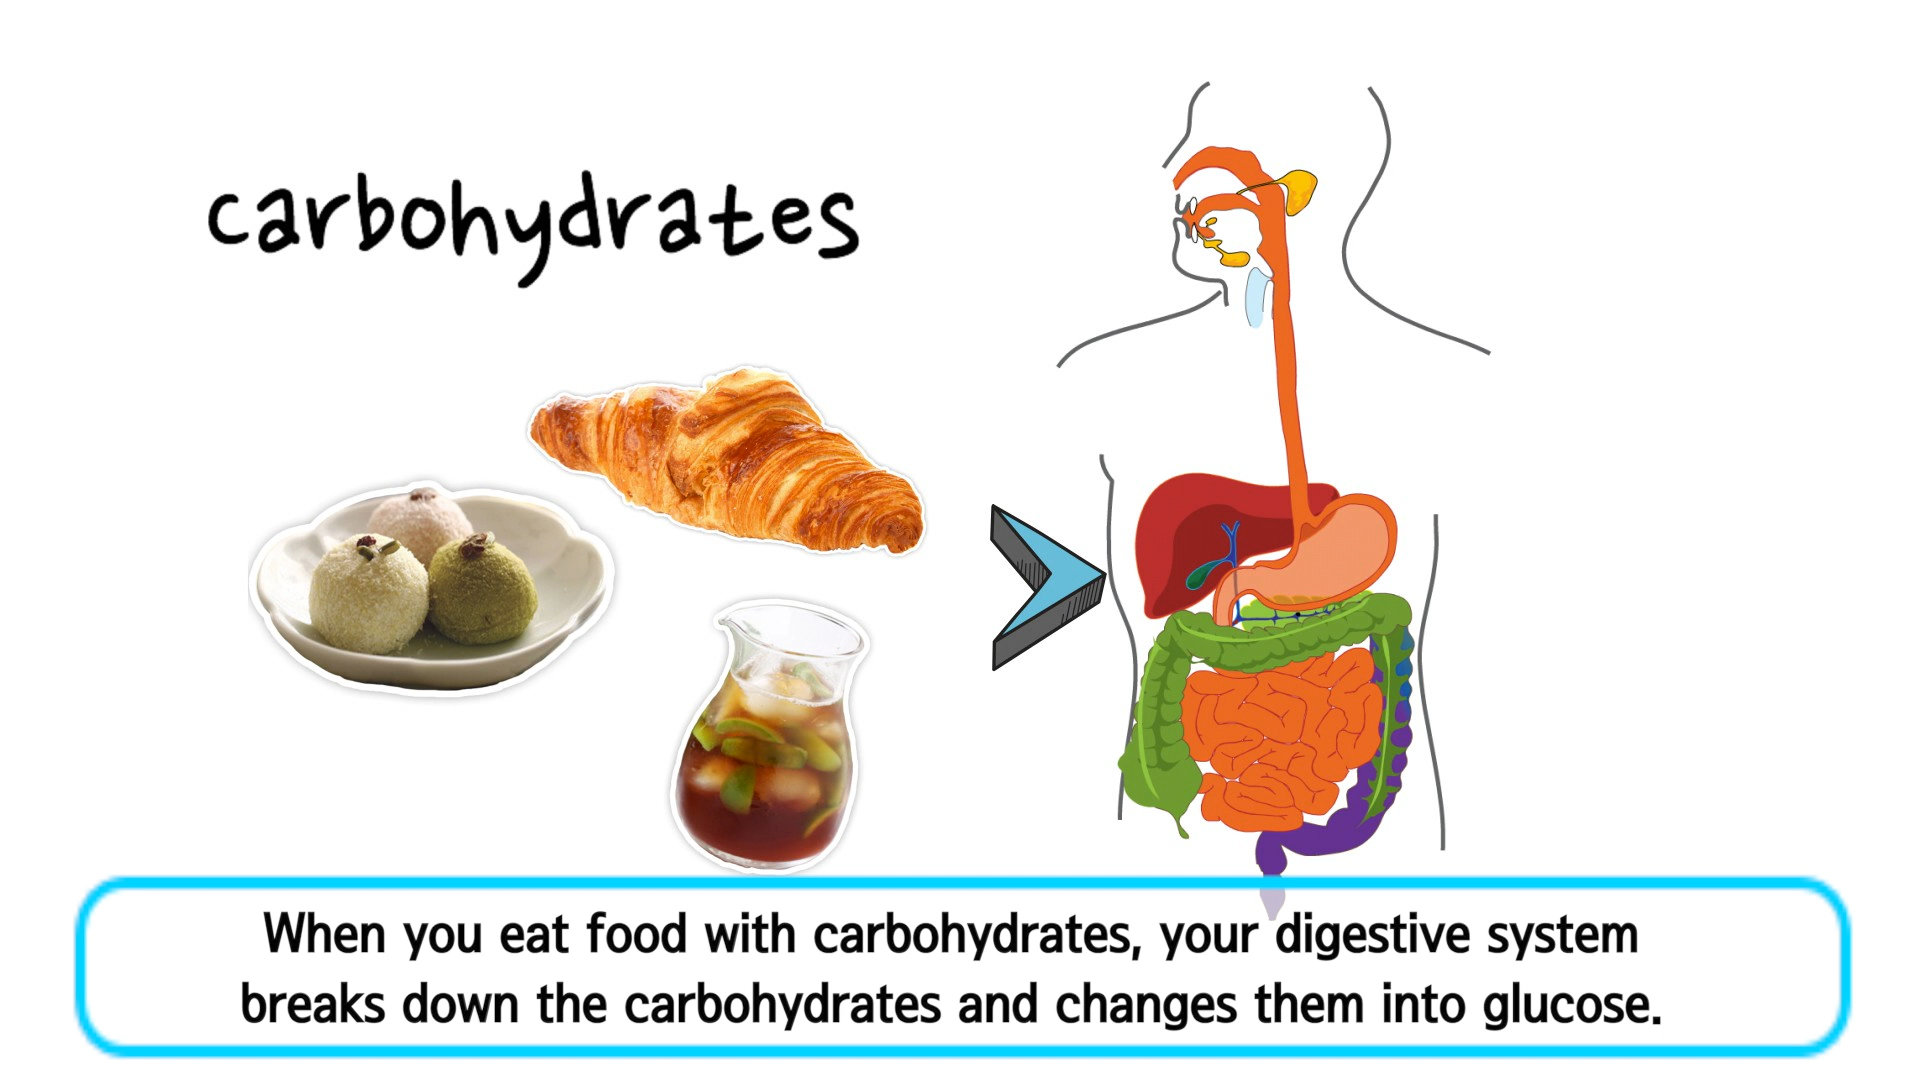 carbohydrates
When you eat food with carbohydrates, your digestive system
breaks down the carbohydrates and changes them into glucose.